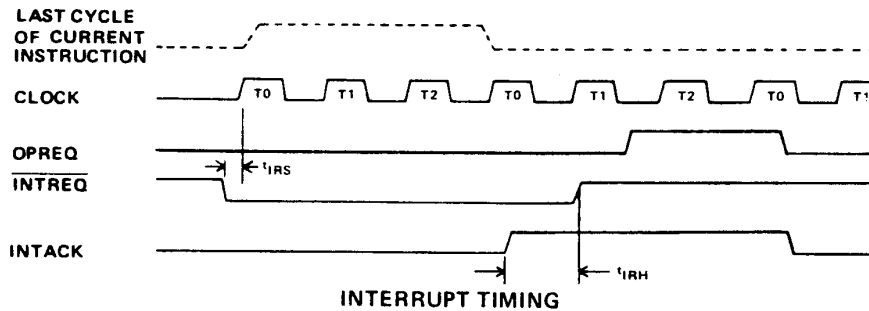 LAST CYCLE
OF CURRENT
INSTRUCTION
CLOCK
T0 T1 T2 T0 T1 T2 T0 T1
OPREQ
tIRS
INTREQ
INTACK
tIRH
INTERRUPT TIMING